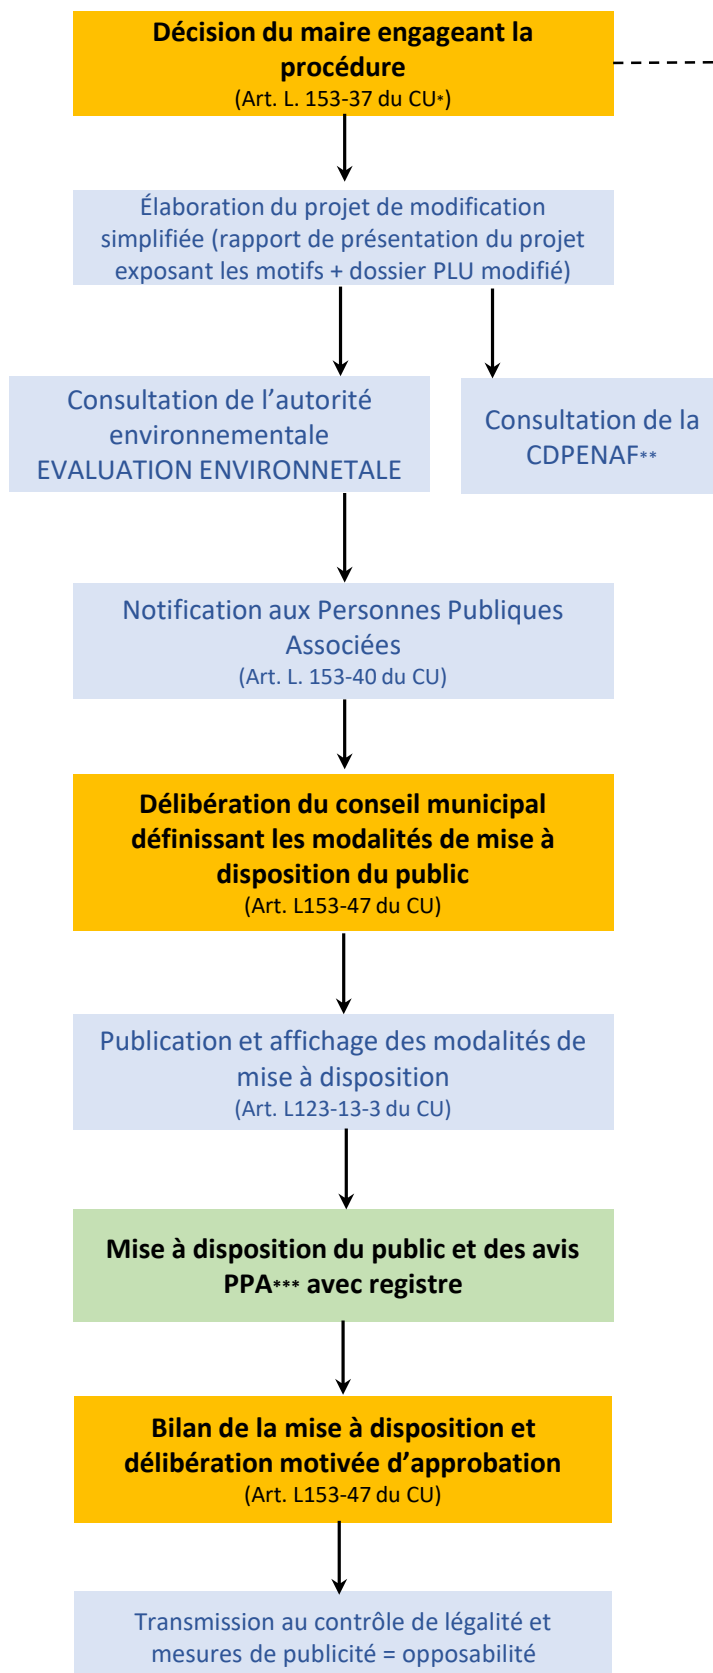 Décision du maire engageant la
procédure
(Art. L. 153-37 du CU*)
Élaboration du projet de modification
simplifiée (rapport de présentation du projet
exposant les motifs + dossier PLU modifié)
Consultation de l’autorité
environnementale
EVALUATION ENVIRONNETALE
Consultation de la
CDPENAF**
Notification aux Personnes Publiques
Associées
(Art. L. 153-40 du CU)
Délibération du conseil municipal
définissant les modalités de mise à
disposition du public
(Art. L153-47 du CU)
Publication et affichage des modalités de
mise à disposition
(Art. L123-13-3 du CU)
Mise à disposition du public et des avis
PPA*** avec registre
Bilan de la mise à disposition et
délibération motivée d’approbation
(Art. L153-47 du CU)
Transmission au contrôle de légalité et
mesures de publicité = opposabilité